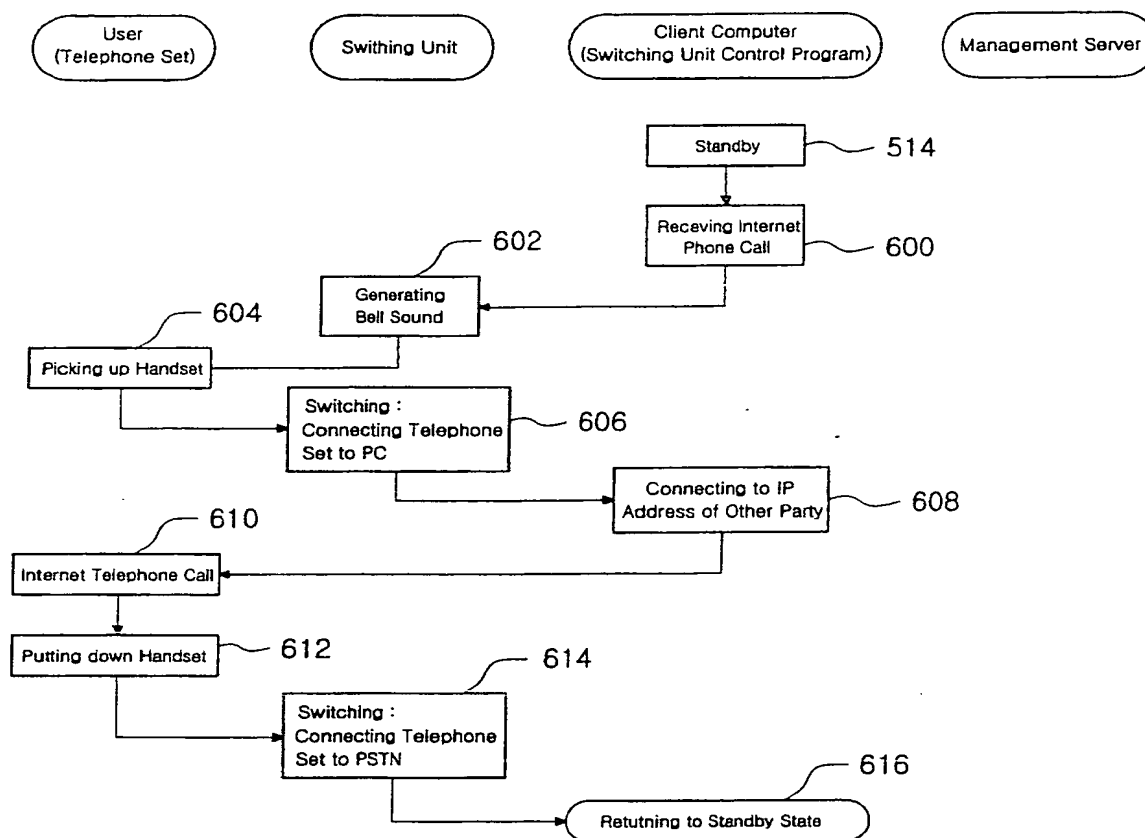 User
(Telephone Set)
Swithing Unit
Client Computer
(Switching Unit Control Program)
Management Server
Standby
514
Receving Internet
Phone Call
600
602
Generating
Bell Sound
604
Picking up Handset
Switching :
Connecting Telephone
Set to PC
606
Connecting to IP
Address of Other Party
608
610
Internet Telephone Call
Putting down Handset
612
614
Switching :
Connecting Telephone
Set to PSTN
616
Retutning to Standby State